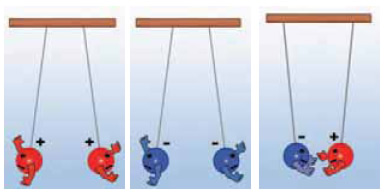 + +
- -
- +